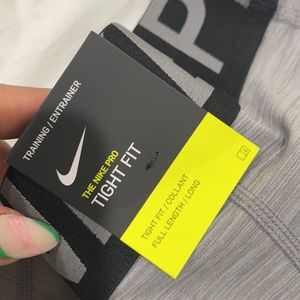 P
TRAINING / ENTRAINER
THE NIKE PRO
TIGHT FIT
TIGHT FIT / COLLANT
FULL LENGTH / LONG